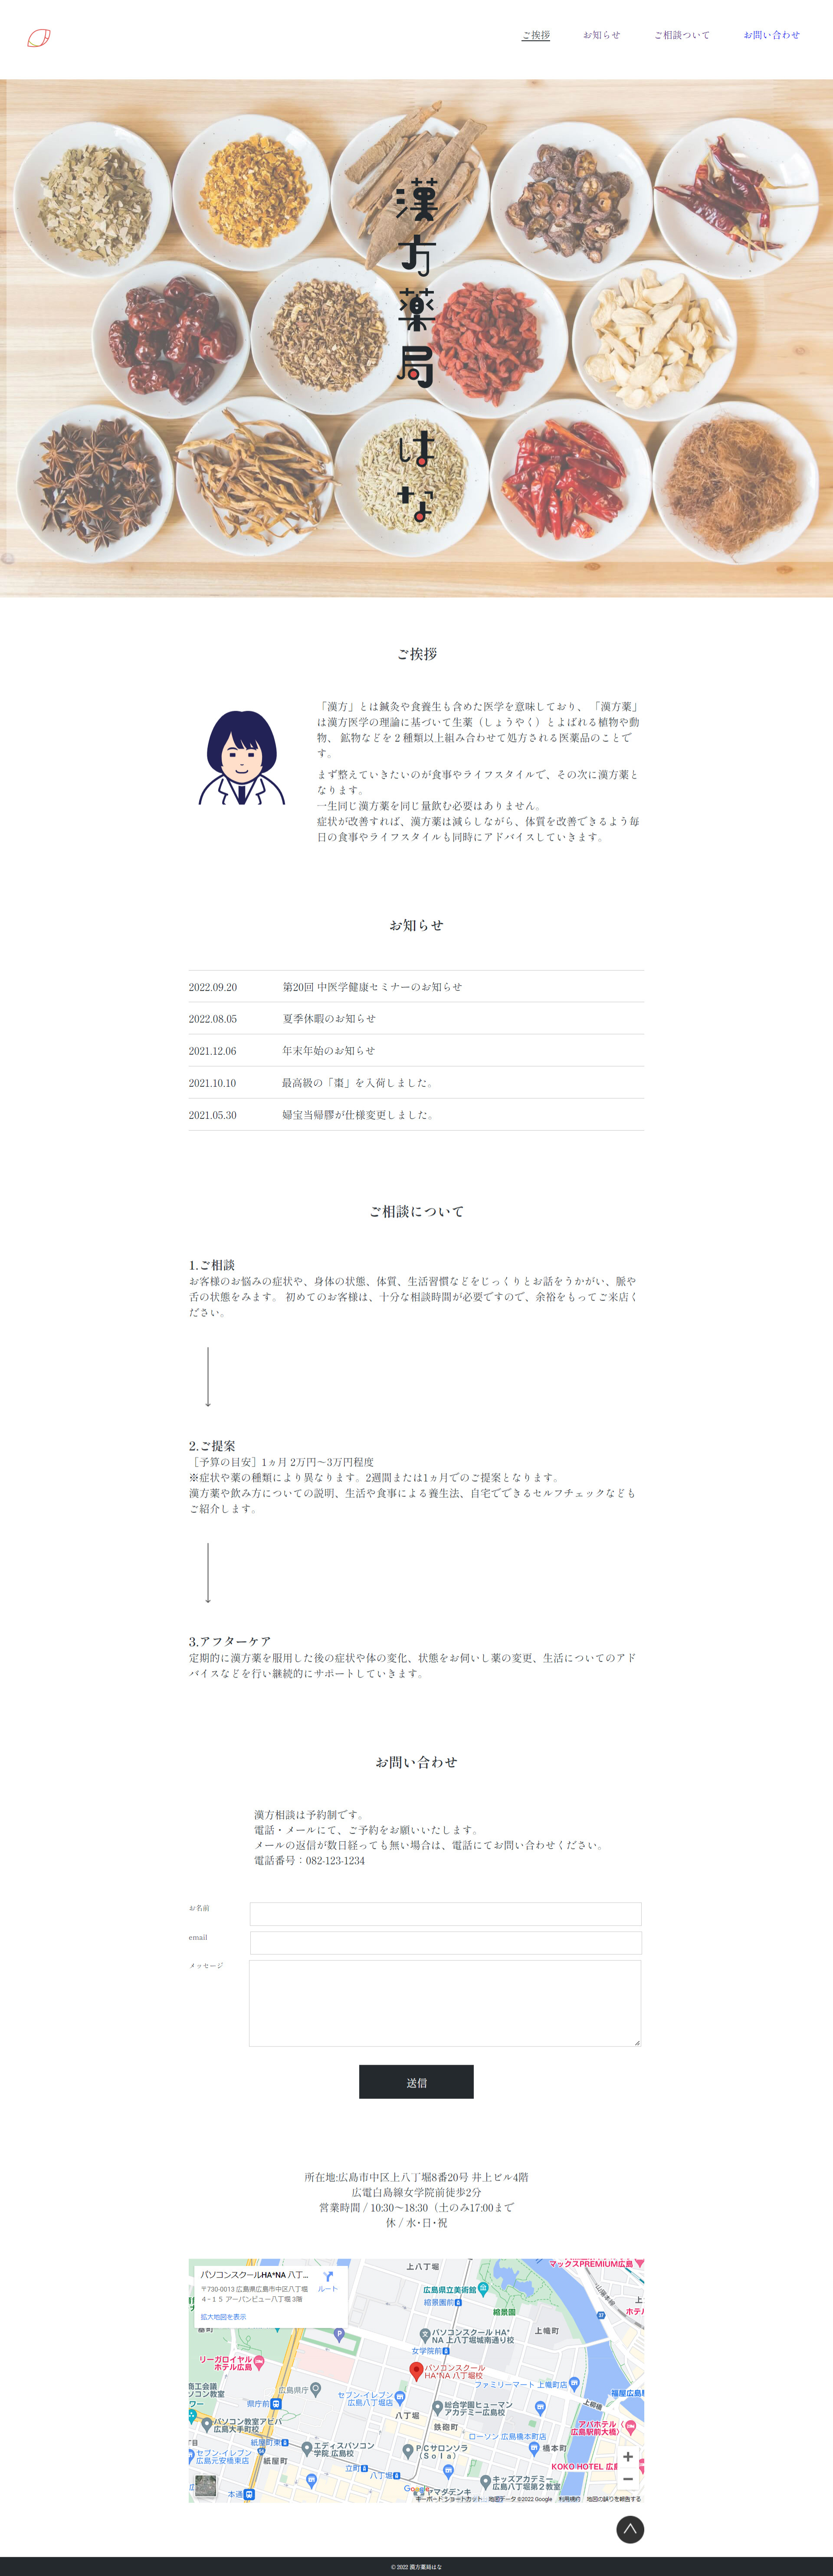 ご挨拶
お知らせ
ご相談ついて
お問い合わせ
漢方薬局 はな
ご挨拶
「漢方」とは鍼灸や食養生も含めた医学を意味しており、 「漢方薬」
は漢方医学の理論に基づいて生薬（しょうやく）とよばれる植物や動
物、 鉱物などを２種類以上組み合わせて処方される医薬品のことで
す。
まず整えていきたいのが食事やライフスタイルで、その次に漢方薬と
なります。
一生同じ漢方薬を同じ量飲む必要はありません。
症状が改善すれば、漢方薬は減らしながら、体質を改善できるよう毎
日の食事やライフスタイルも同時にアドバイスしていきます。
お知らせ
2022.09.20 第20回 中医学健康セミナーのお知らせ
2022.08.05 夏季休暇のお知らせ
2021.12.06 年末年始のお知らせ
2021.10.10 最高級の「棗」を入荷しました。
2021.05.30 婦宝当帰膠が仕様変更しました。
ご相談について
1.ご相談
お客様のお悩みの症状や、身体の状態、体質、生活習慣などをじっくりとお話をうかがい、脈や
舌の状態をみます。 初めてのお客様は、十分な相談時間が必要ですので、余裕をもってご来店く
ださい。
2.ご提案
［予算の目安］1ヵ月 2万円～3万円程度
※症状や薬の種類により異なります。2週間または1ヵ月でのご提案となります。
漢方薬や飲み方についての説明、生活や食事による養生法、自宅でできるセルフチェックなども
ご紹介します。
3.アフターケア
定期的に漢方薬を服用した後の症状や体の変化、状態をお伺いし薬の変更、生活についてのアド
バイスなどを行い継続的にサポートしていきます。
お問い合わせ
漢方相談は予約制です。
電話・メールにて、ご予約をお願いいたします。
メールの返信が数日経っても無い場合は、電話にてお問い合わせください。
電話番号：082-123-1234
お名前
email
メッセージ
送信
所在地:広島市中区上八丁堀8番20号 井上ビル4階
広電白島線女学院前徒歩2分
営業時間 / 10:30～18:30（土のみ17:00まで
休 / 水･日･祝
パソコンスクールHA*NA 八丁...
〒730-0013 広島県広島市中区八丁堀
４−１５ アーバンビュー八丁堀 3階
ルート
拡大地図を表示
上八丁堀
マックスPREMIUM広島
広島県立美術館
縮景園前
縮景園
パソコンスクール HA*
NA 上八丁堀城南通り校
上幟町
女学院前
リーガロイヤル
ホテル広島
パソコンスクール
HA*NA 八丁堀校
ファミリーマート 上幟町店
広島県庁
県庁前
セブン-イレブン
広島八丁堀店
総合学園ヒューマン
アカデミー広島校
上柳橋
八丁堀
鉄砲町
パソコン教室アビバ
広島大手町校
アパホテル〈
広島駅前大橋〉
紙屋町東
エディスパソコン
学院 広島校
P/Cサロンソラ
（Ｓｏｌａ）
ローソン 広島橋本町店
橋本町
セブン-イレブン
広島元安橋東店
紙屋町
立町
八丁堀
KOKO HOTEL 広島
キッズアカデミー
広島八丁堀第２教室
ヤマダデンキ
本通
Google
キーボード ショートカット
地図データ ©2022 Google
利用規約
地図の誤りを報告する
© 2022 漢方薬局はな